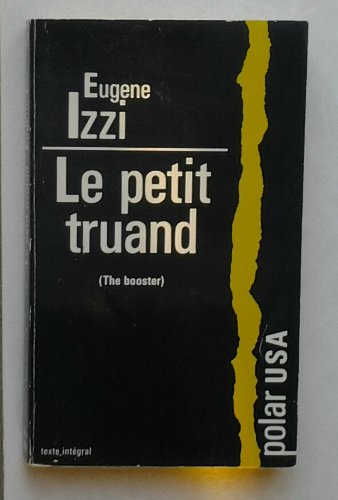 Eugene
Izzi
Le petit
truand
(The booster)
polar USA
texte intégral